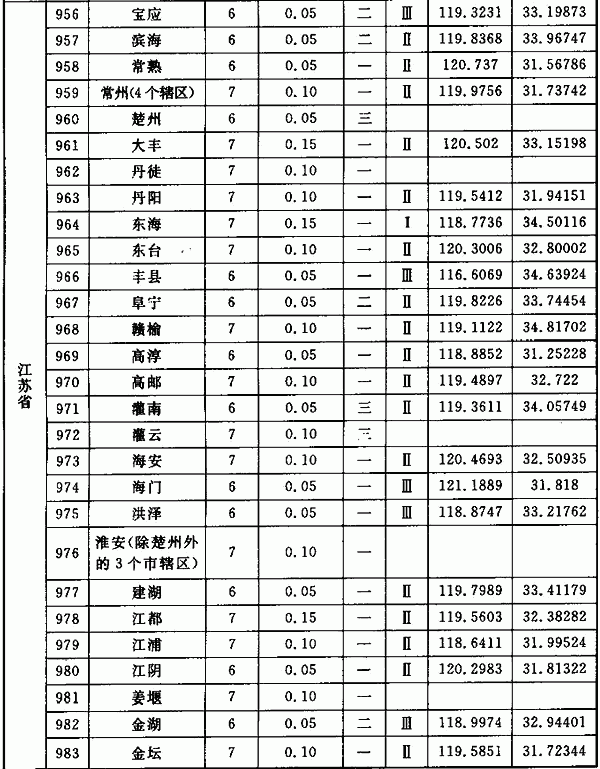 956 宝应 6 0.05 二 Ⅲ 119.3231 33.19873
957 滨海 6 0.05 二 Ⅱ 119.8368 33.96747
958 常熟 6 0.05 一 Ⅱ 120.737 31.56786
959 常州(4个辖区) 7 0.10 一 Ⅱ 119.9756 31.73742
960 楚州 6 0.05 三
961 大丰 7 0.15 一 Ⅱ 120.502 33.15198
962 丹徒 7 0.10 一
963 丹阳 7 0.10 一 Ⅱ 119.5412 31.94151
964 东海 7 0.15 一 Ⅰ 118.7736 34.50116
965 东台 7 0.10 一 Ⅱ 120.3006 32.80002
966 丰县 6 0.05 一 Ⅲ 116.6069 34.63924
967 阜宁 6 0.05 二 Ⅱ 119.8226 33.74454
968 赣榆 7 0.10 一 Ⅱ 119.1122 34.81702
969 高淳 6 0.05 一 Ⅱ 118.8852 31.25228
江苏省
970 高邮 7 0.10 一 Ⅱ 119.4897 32.722
971 灌南 6 0.05 三 Ⅱ 119.3611 34.05749
972 灌云 7 0.10 三
973 海安 7 0.10 一 Ⅱ 120.4693 32.50935
974 海门 6 0.05 一 Ⅲ 121.1889 31.818
975 洪泽 6 0.05 一 Ⅲ 118.8747 33.21762
976 淮安(除楚州外
的3个市辖区) 7 0.10 一
977 建湖 6 0.05 一 Ⅱ 119.7989 33.41179
978 江都 7 0.15 一 Ⅱ 119.5603 32.38282
979 江浦 7 0.10 一 Ⅱ 118.6411 31.99524
980 江阴 6 0.05 一 Ⅱ 120.2983 31.81322
981 姜堰 7 0.10 一
982 金湖 6 0.05 二 Ⅲ 118.9974 32.94401
983 金坛 7 0.10 一 Ⅱ 119.5851 31.72344